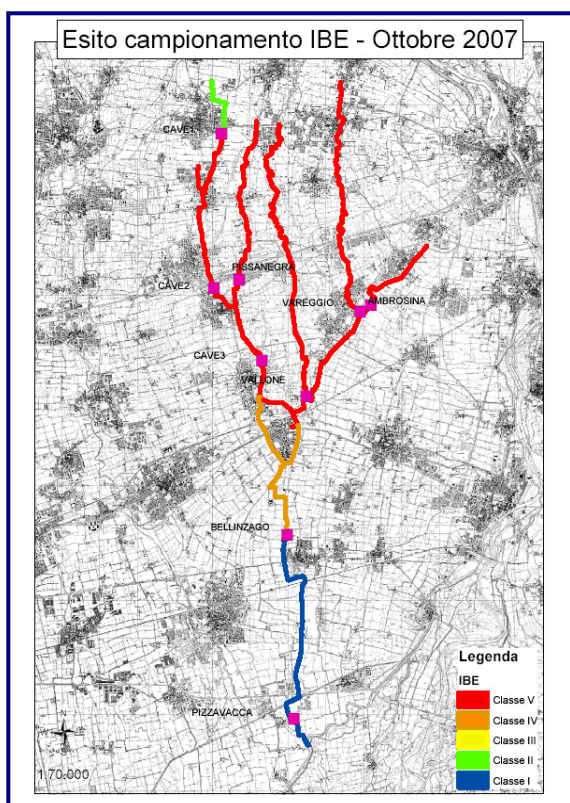 Esito campionamento IBE - Ottobre 2007
CAVE1
PISSANEGRA
CAVE2
VAREGGIO
AMBROSINA
CAVE3
VALLONE
BELLINZAGO
PIZZAVACCA
Legenda
IBE
Classe V
Classe IV
Classe III
Classe II
Classe I
1:70.000